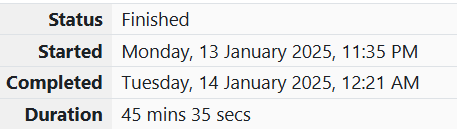 Status Finished
Started Monday, 13 January 2025, 11:35 PM
Completed Tuesday, 14 January 2025, 12:21 AM
Duration 45 mins 35 secs